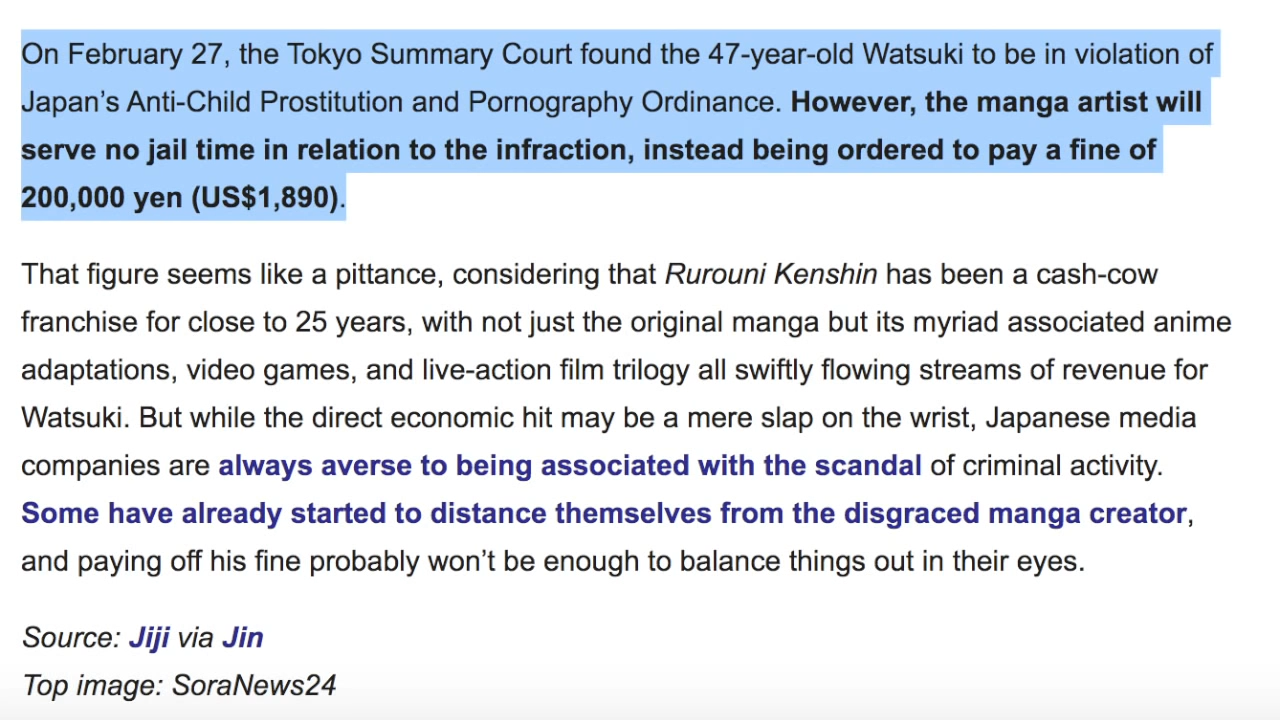 On February 27, the Tokyo Summary Court found the 47-year-old Watsuki to be in violation of
Japan’s Anti-Child Prostitution and Pornography Ordinance. However, the manga artist will
serve no jail time in relation to the infraction, instead being ordered to pay a fine of
200,000 yen (US$1,890).
That figure seems like a pittance, considering that Rurouni Kenshin has been a cash-cow
franchise for close to 25 years, with not just the original manga but its myriad associated anime
adaptations, video games, and live-action film trilogy all swiftly flowing streams of revenue for
Watsuki. But while the direct economic hit may be a mere slap on the wrist, Japanese media
companies are always averse to being associated with the scandal of criminal activity.
Some have already started to distance themselves from the disgraced manga creator,
and paying off his fine probably won’t be enough to balance things out in their eyes.
Source: Jiji via Jin
Top image: SoraNews24